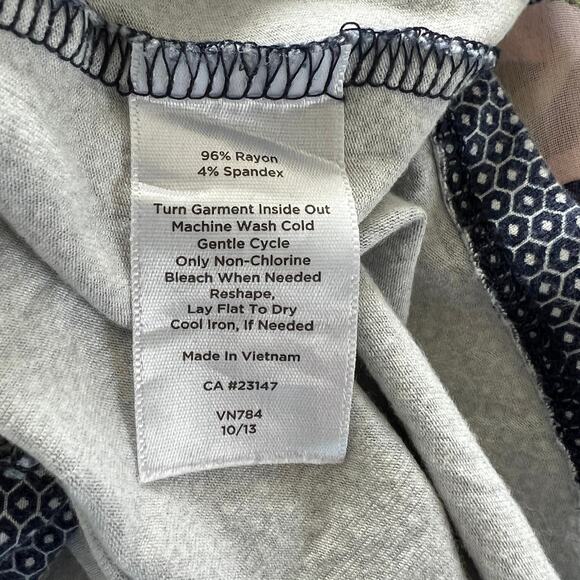 96% Rayon
4% Spandex
Turn Garment Inside Out
Machine Wash Cold
Gentle Cycle
Only Non-Chlorine
Bleach When Needed
Reshape,
Lay Flat To Dry
Cool Iron, If Needed
Made In Vietnam
CA #23147
VN784
10/13